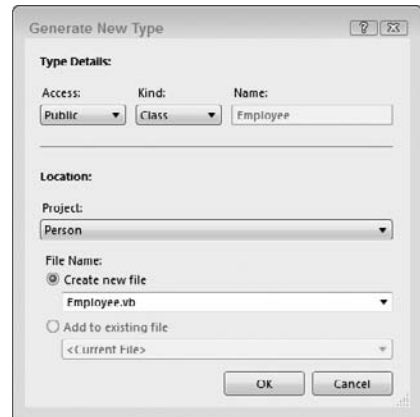 Generate New Type
Type Details:
Access: Kind: Name:
Public Class Employee
Location:
Project:
Person
File Name:
Create new file
Employee.vb
Add to existing file
<Current File>
OK Cancel